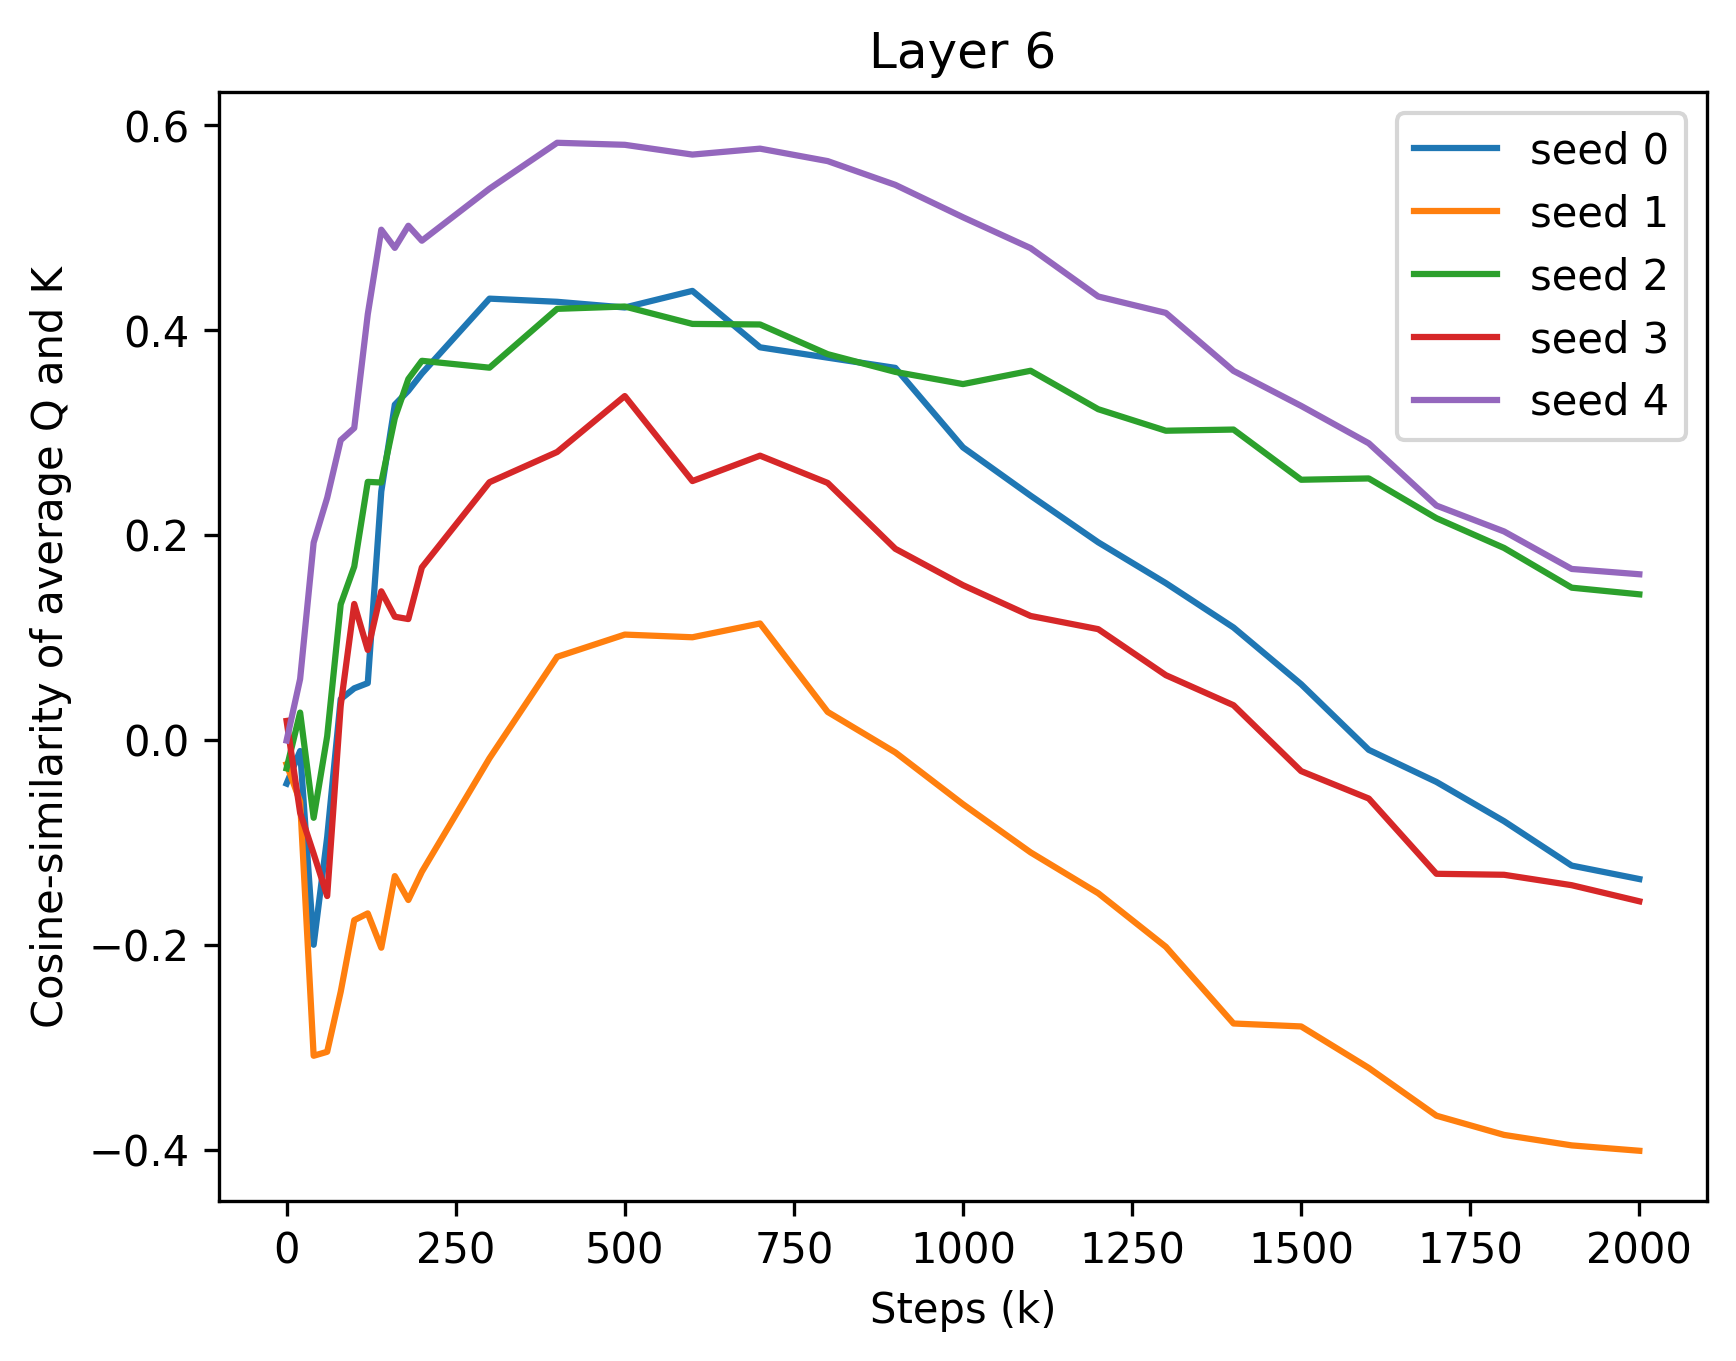 Layer 6
Cosine-similarity of average Q and K
0.6
0.4
0.2
0.0
−0.2
−0.4
seed 0
seed 1
seed 2
seed 3
seed 4
0 250 500 750 1000 1250 1500 1750 2000
Steps (k)